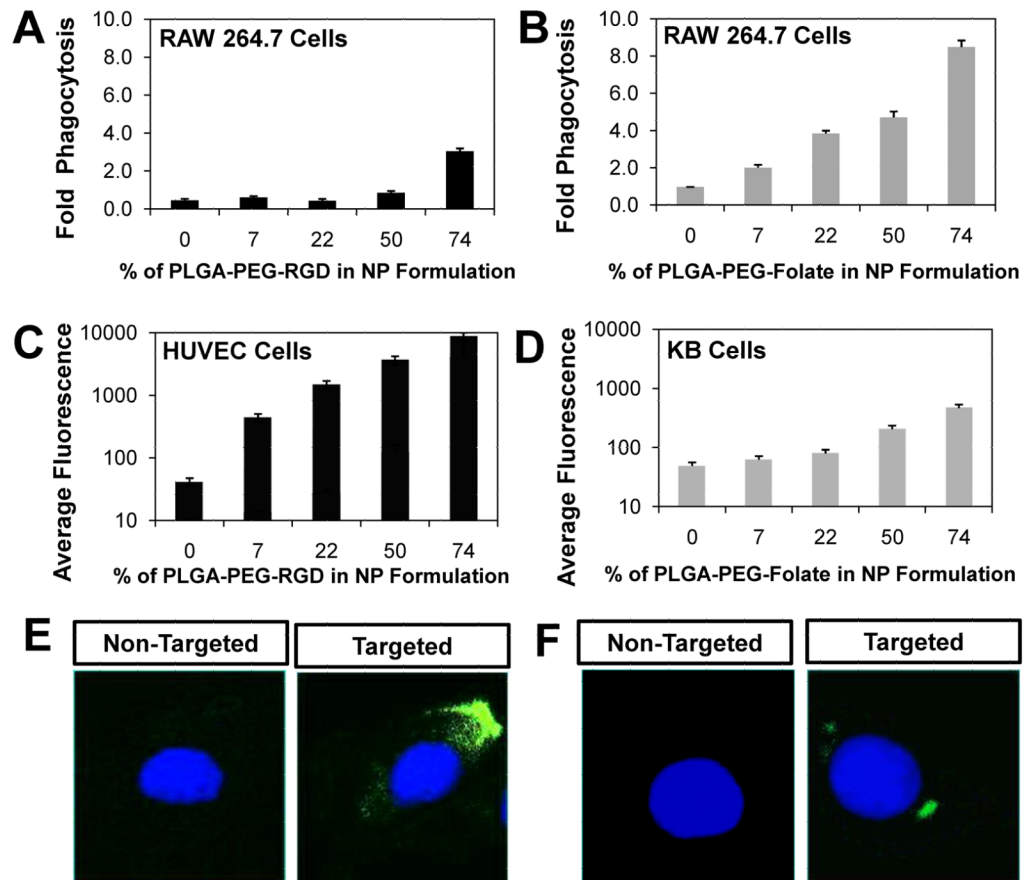 A
RAW 264.7 Cells
Fold Phagocytosis
10.0
8.0
6.0
4.0
2.0
0.0
0 7 22 50 74
% of PLGA-PEG-RGD in NP Formulation
B
RAW 264.7 Cells
Fold Phagocytosis
10.0
8.0
6.0
4.0
2.0
0.0
0 7 22 50 74
% of PLGA-PEG-Folate in NP Formulation
C
HUVEC Cells
Average Fluorescence
10000
1000
100
10
0 7 22 50 74
% of PLGA-PEG-RGD in NP Formulation
D
KB Cells
Average Fluorescence
10000
1000
100
10
0 7 22 50 74
% of PLGA-PEG-Folate in NP Formulation
E
Non-Targeted
Targeted
F
Non-Targeted
Targeted